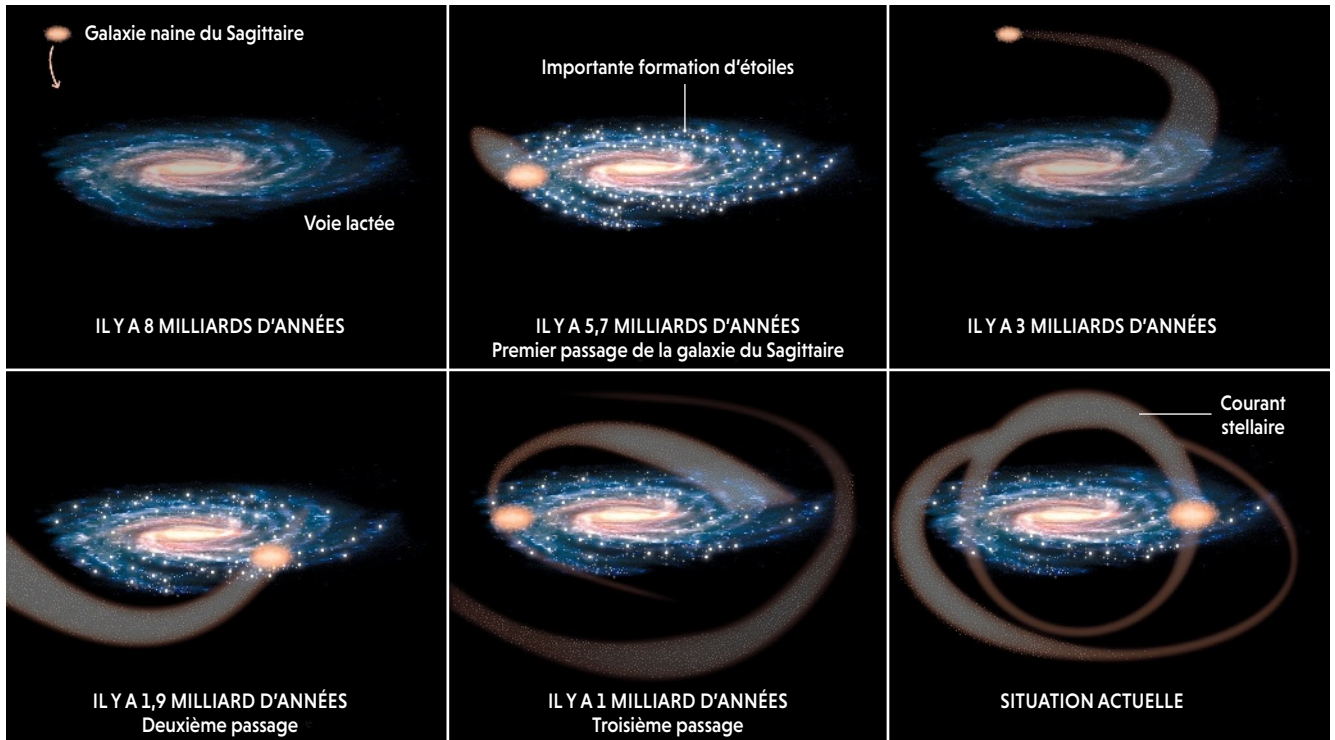 Galaxie naine du Sagittaire
Voie lactée
IL Y A 8 MILLIARDS D'ANNÉES
Importante formation d'étoiles
IL Y A 5,7 MILLIARDS D'ANNÉES
Premier passage de la galaxie du Sagittaire
IL Y A 3 MILLIARDS D'ANNÉES
IL Y A 1,9 MILLIARD D'ANNÉES
Deuxième passage
IL Y A 1 MILLIARD D'ANNÉES
Troisième passage
Courant
stellaire
SITUATION ACTUELLE